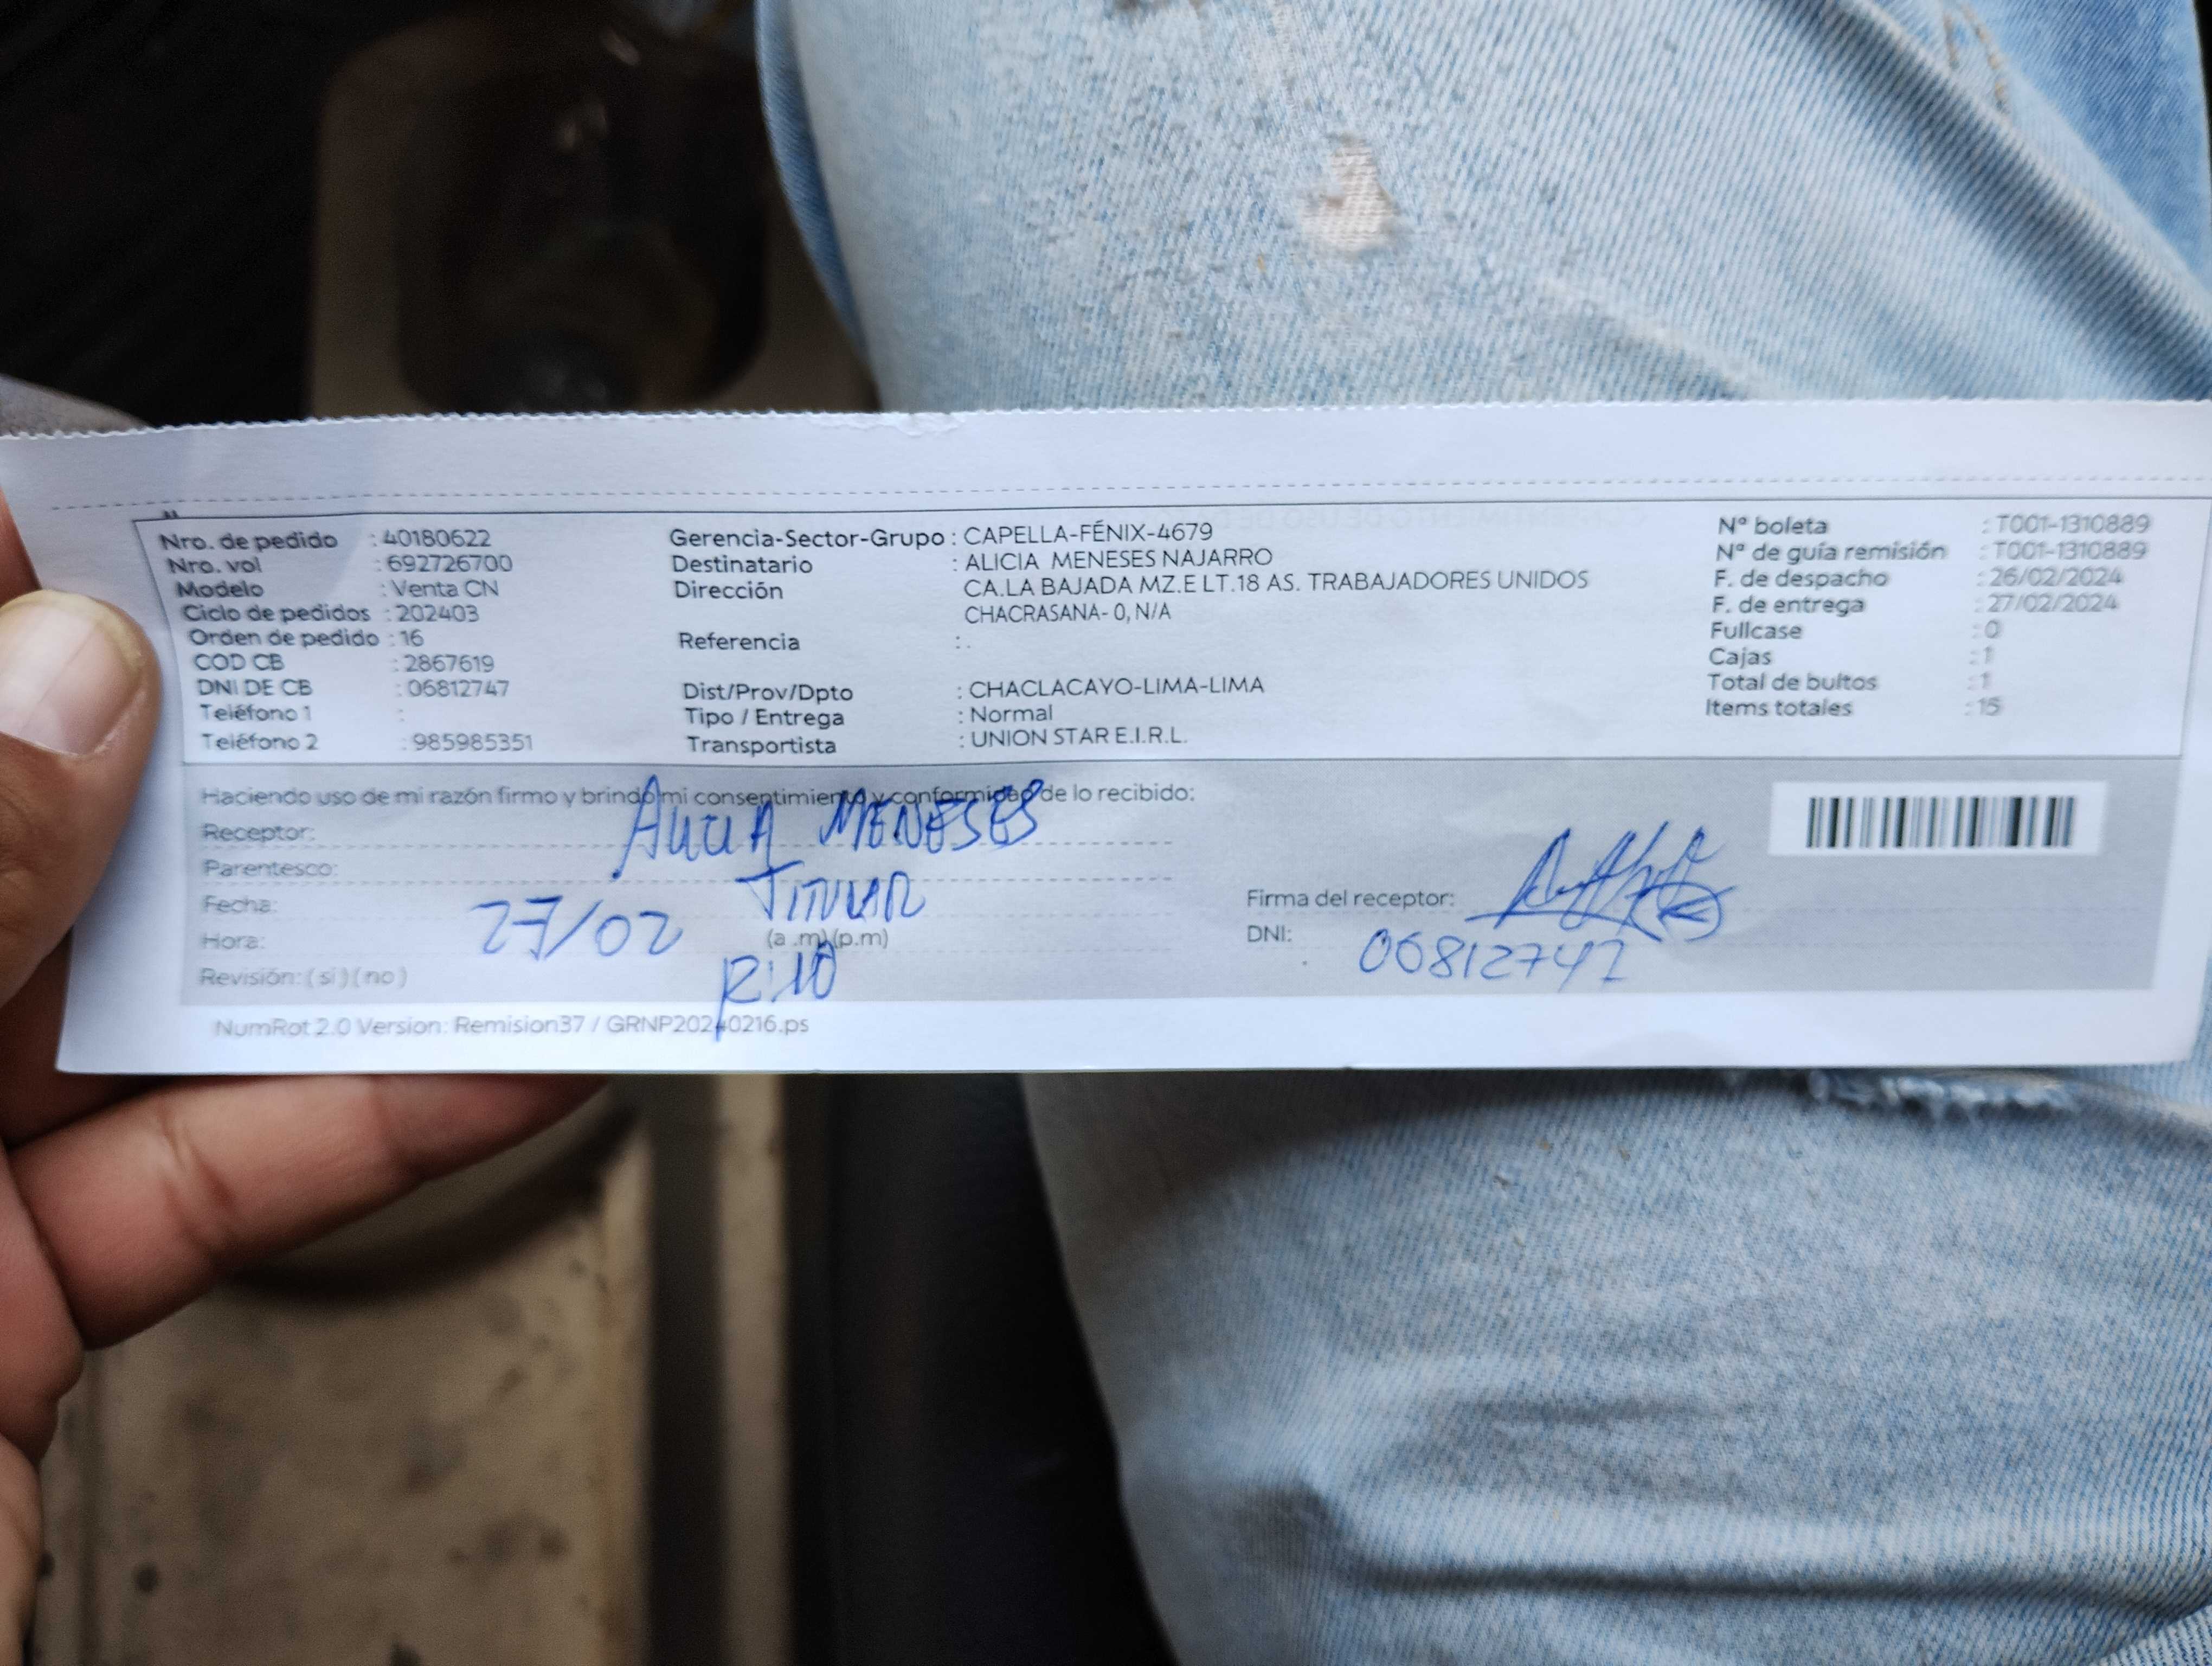 Nro. de pedido : 40180622
Nro. vol : 692726700
Modelo : Venta CN
Ciclo de pedidos : 202403
Orden de pedido : 16
COD CB : 2867619
DNI DE CB : 06812747
Teléfono 1 :
Teléfono 2 : 985985351
Gerencia-Sector-Grupo : CAPELLA-FÉNIX-4679
Destinatario : ALICIA MENESES NAJARRO
Dirección CA.LA BAJADA MZ.E LT.18 AS. TRABAJADORES UNIDOS
CHACRASANA- 0, N/A
Referencia : .
Dist/Prov/Dpto : CHACLACAYO-LIMA-LIMA
Tipo / Entrega : Normal
Transportista : UNION STAR E.I.R.L.
N° boleta : T001-1310889
N° de guía remisión : T001-1310889
F. de despacho : 26/02/2024
F. de entrega : 27/02/2024
Fullcase : 0
Cajas : 1
Total de bultos : 1
Items totales : 15
Haciendo uso de mi razón firmo y brindo mi consentimiento y conformidad de lo recibido:
Receptor: ALICIA MENESES
Parentesco: TITULAR
Fecha: 27/02
Hora: (a .m) (p.m)
Revisión: ( si ) ( no )
Firma del receptor:
DNI: 06812747
NumRot 2.0 Version: Remision37 / GRNP20240216.ps